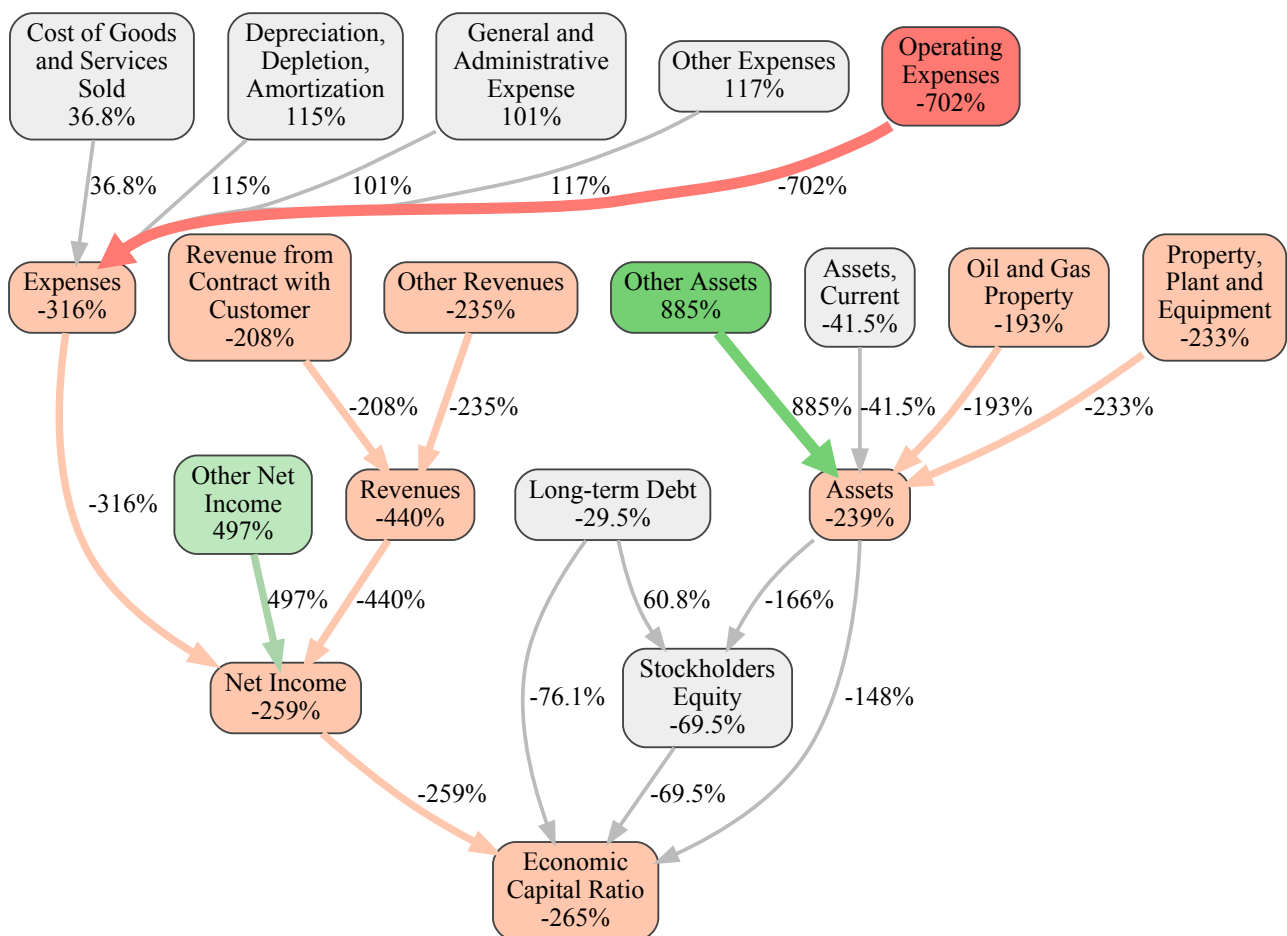 Cost of Goods
and Services
Sold
36.8%
Depreciation,
Depletion,
Amortization
115%
General and
Administrative
Expense
101%
Other Expenses
117%
Operating
Expenses
-702%
36.8%
115%
101%
117%
-702%
Expenses
-316%
Revenue from
Contract with
Customer
-208%
Other Revenues
-235%
Other Assets
885%
Assets,
Current
-41.5%
Oil and Gas
Property
-193%
Property,
Plant and
Equipment
-233%
-208%
-235%
885%
-41.5%
-193%
-233%
-316%
Other Net
Income
497%
Revenues
-440%
Long-term Debt
-29.5%
Assets
-239%
497%
-440%
60.8%
-166%
Net Income
-259%
-76.1%
Stockholders
Equity
-69.5%
-148%
-259%
-69.5%
Economic
Capital Ratio
-265%